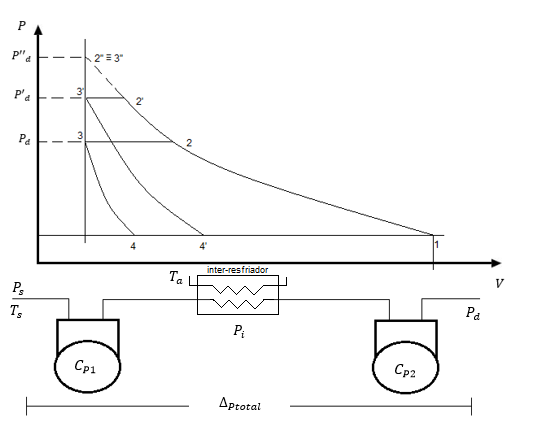 P
P"d
2" ≡ 3"
P'd
3'
2'
Pd
3
2
4
4'
1
V
inter-resfriador
Ta
Ps
Ts
Pi
Pd
CP1
CP2
ΔPtotal